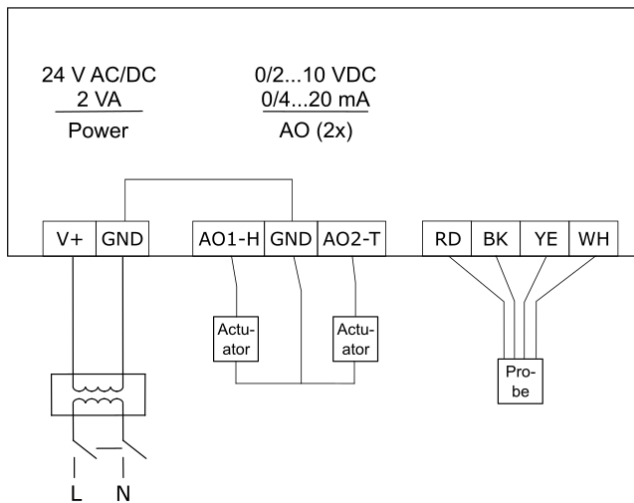 24 V AC/DC
2 VA
Power
0/2...10 VDC
0/4...20 mA
AO (2x)
V+ GND AO1-H GND AO2-T RD BK YE WH
Actu-
ator
Actu-
ator
Pro-
be
L N